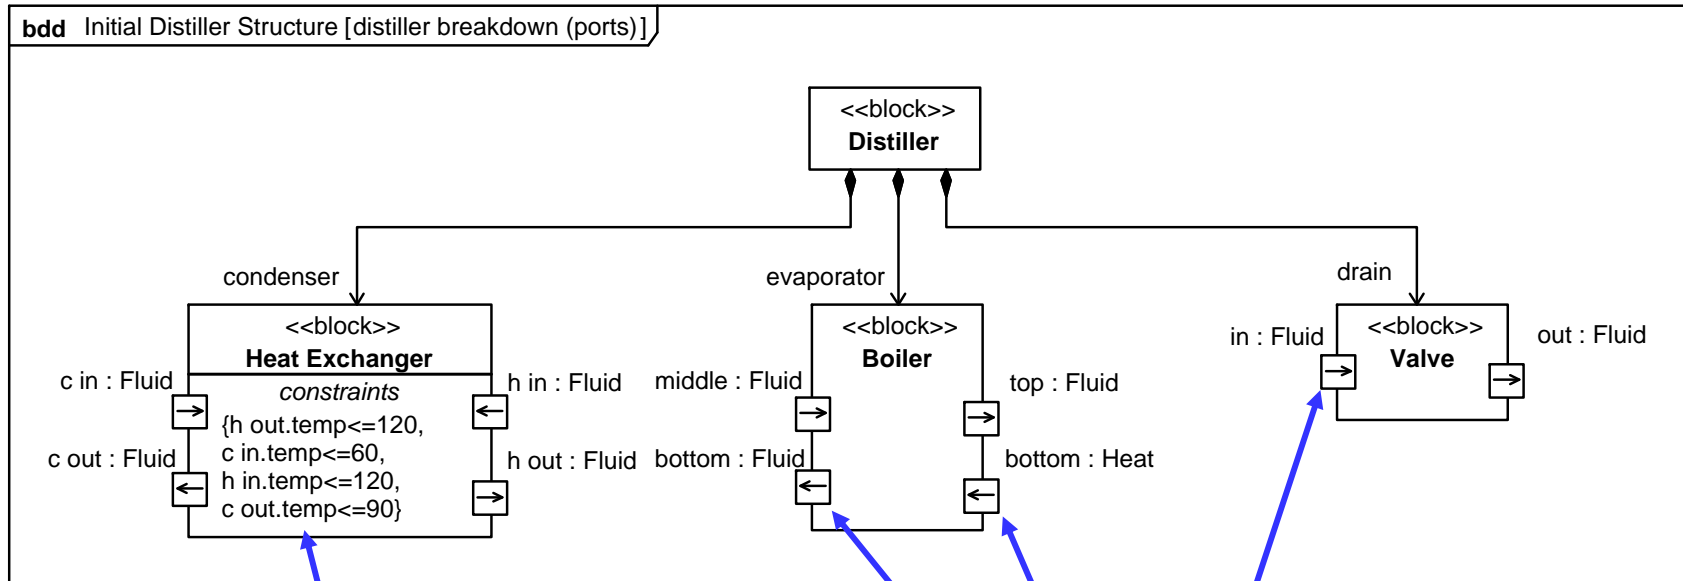 bdd Initial Distiller Structure [distiller breakdown (ports)]
<<block>>
Distiller
condenser
evaporator
drain
<<block>>
Heat Exchanger
constraints
{h out.temp<=120,
c in.temp<=60,
h in.temp<=120,
c out.temp<=90}
c in : Fluid
c out : Fluid
h in : Fluid
h out : Fluid
<<block>>
Boiler
middle : Fluid
bottom : Fluid
top : Fluid
bottom : Heat
<<block>>
Valve
in : Fluid
out : Fluid